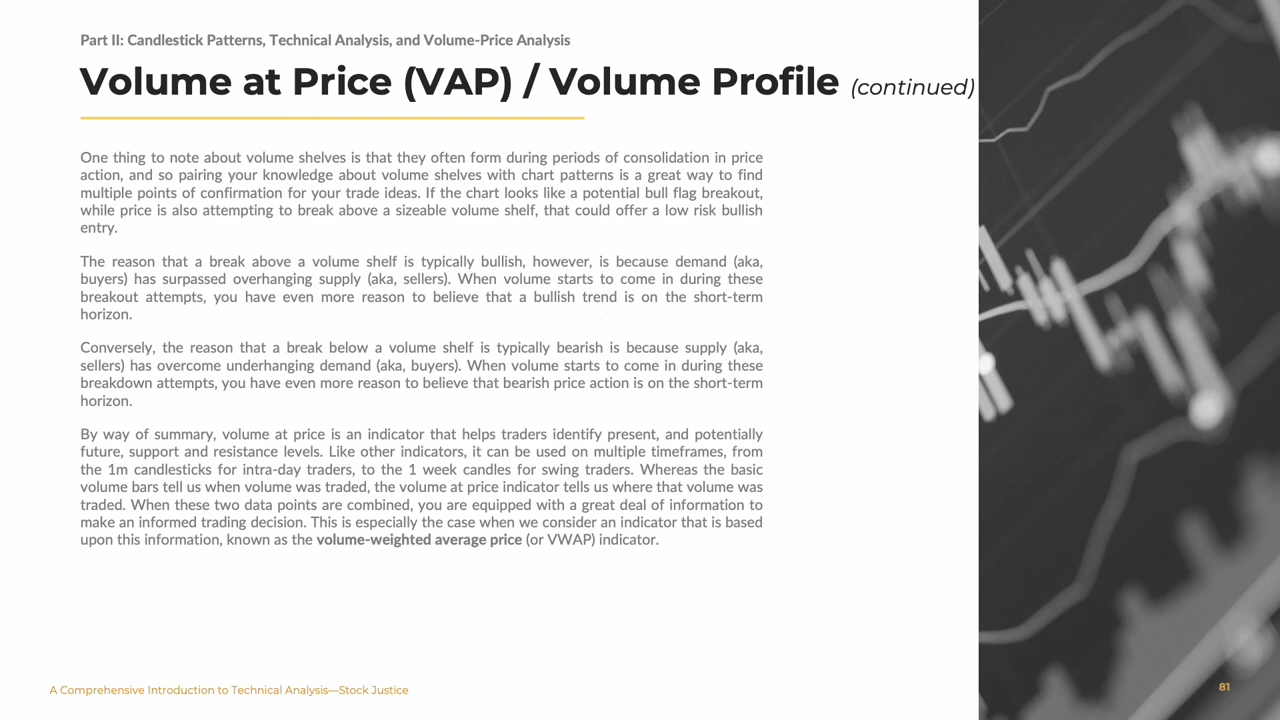 Part II: Candlestick Patterns, Technical Analysis, and Volume-Price Analysis
Volume at Price (VAP) / Volume Profile (continued)
One thing to note about volume shelves is that they often form during periods of consolidation in price
action, and so pairing your knowledge about volume shelves with chart patterns is a great way to find
multiple points of confirmation for your trade ideas. If the chart looks like a potential bull flag breakout,
while price is also attempting to break above a sizeable volume shelf, that could offer a low risk bullish
entry.
The reason that a break above a volume shelf is typically bullish, however, is because demand (aka,
buyers) has surpassed overhanging supply (aka, sellers). When volume starts to come in during these
breakout attempts, you have even more reason to believe that a bullish trend is on the short-term
horizon.
Conversely, the reason that a break below a volume shelf is typically bearish is because supply (aka,
sellers) has overcome underhanging demand (aka, buyers). When volume starts to come in during these
breakdown attempts, you have even more reason to believe that bearish price action is on the short-term
horizon.
By way of summary, volume at price is an indicator that helps traders identify present, and potentially
future, support and resistance levels. Like other indicators, it can be used on multiple timeframes, from
the 1m candlesticks for intra-day traders, to the 1 week candles for swing traders. Whereas the basic
volume bars tell us when volume was traded, the volume at price indicator tells us where that volume was
traded. When these two data points are combined, you are equipped with a great deal of information to
make an informed trading decision. This is especially the case when we consider an indicator that is based
upon this information, known as the volume-weighted average price (or VWAP) indicator.
A Comprehensive Introduction to Technical Analysis—Stock Justice
81